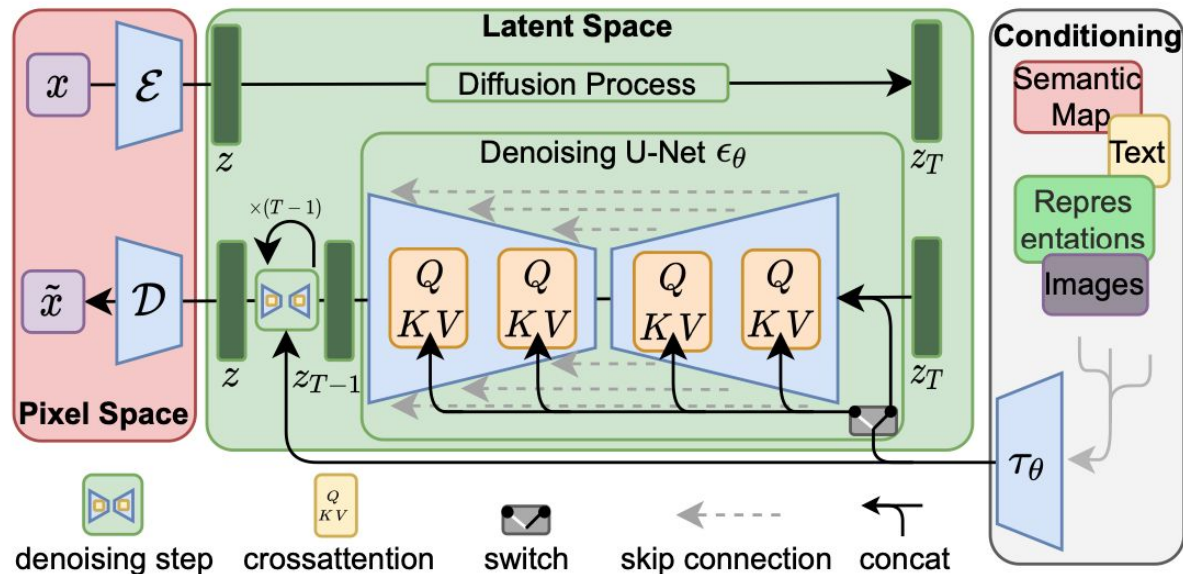 Latent Space
Conditioning
x
ℰ
Diffusion Process
Semantic
Map
Text
z
Denoising U-Net ϵ_θ
z_T
Repres
entations
Images
×(T−1)
Q
KV
Q
KV
Q
KV
Q
KV
x̃
𝒟
z
z_{T−1}
z_T
Pixel Space
τ_θ
Q
KV
denoising step
crossattention
switch
skip connection
concat